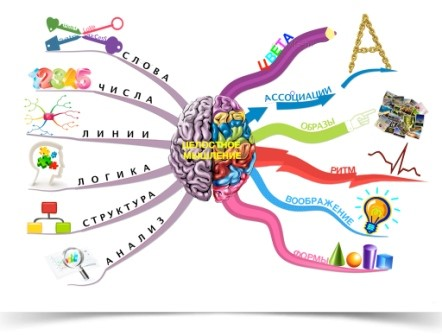 СЛОВА
ЧИСЛА
ЛИНИИ
ЛОГИКА
СТРУКТУРА
АНАЛИЗ
ЦЕЛОСТНОЕ
МЫШЛЕНИЕ
ЦВЕТА
АССОЦИАЦИИ
ОБРАЗЫ
РИТМ
ВООБРАЖЕНИЕ
ФОРМЫ
A